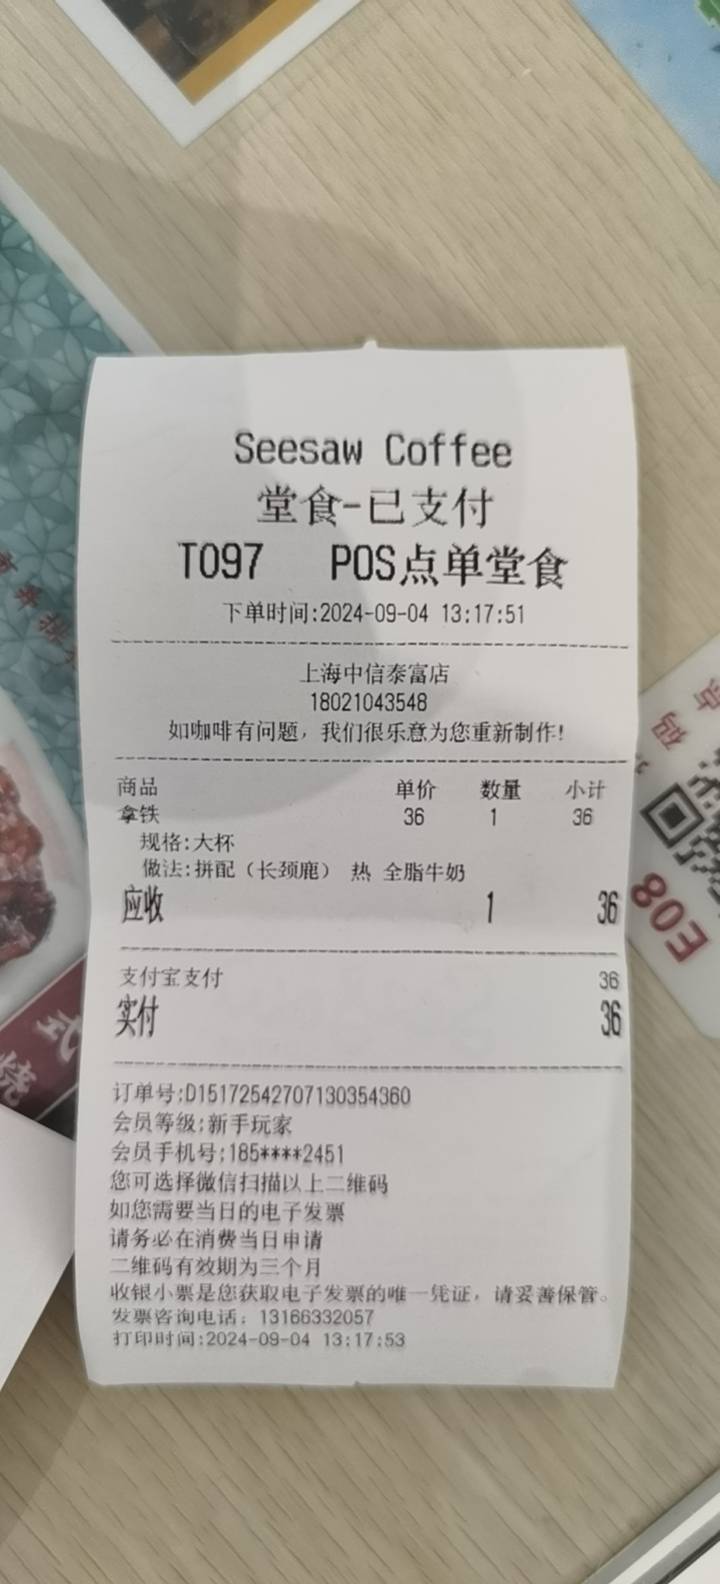 Seesaw Coffee
堂食-已支付
T097 POS点单堂食
下单时间:2024-09-04 13:17:51
上海中信泰富店
18021043548
如咖啡有问题，我们很乐意为您重新制作!
商品 单价 数量 小计
拿铁 36 1 36
规格:大杯
做法:拼配（长颈鹿） 热 全脂牛奶
应收 1 36
支付宝支付 36
实付 36
订单号:D15172542707130354360
会员等级:新手玩家
会员手机号:185****2451
您可选择微信扫描以上二维码
如您需要当日的电子发票
请务必在消费当日申请
二维码有效期为三个月
收银小票是您获取电子发票的唯一凭证，请妥善保管。
发票咨询电话：13166332057
打印时间:2024-09-04 13:17:53
E08
式
烧